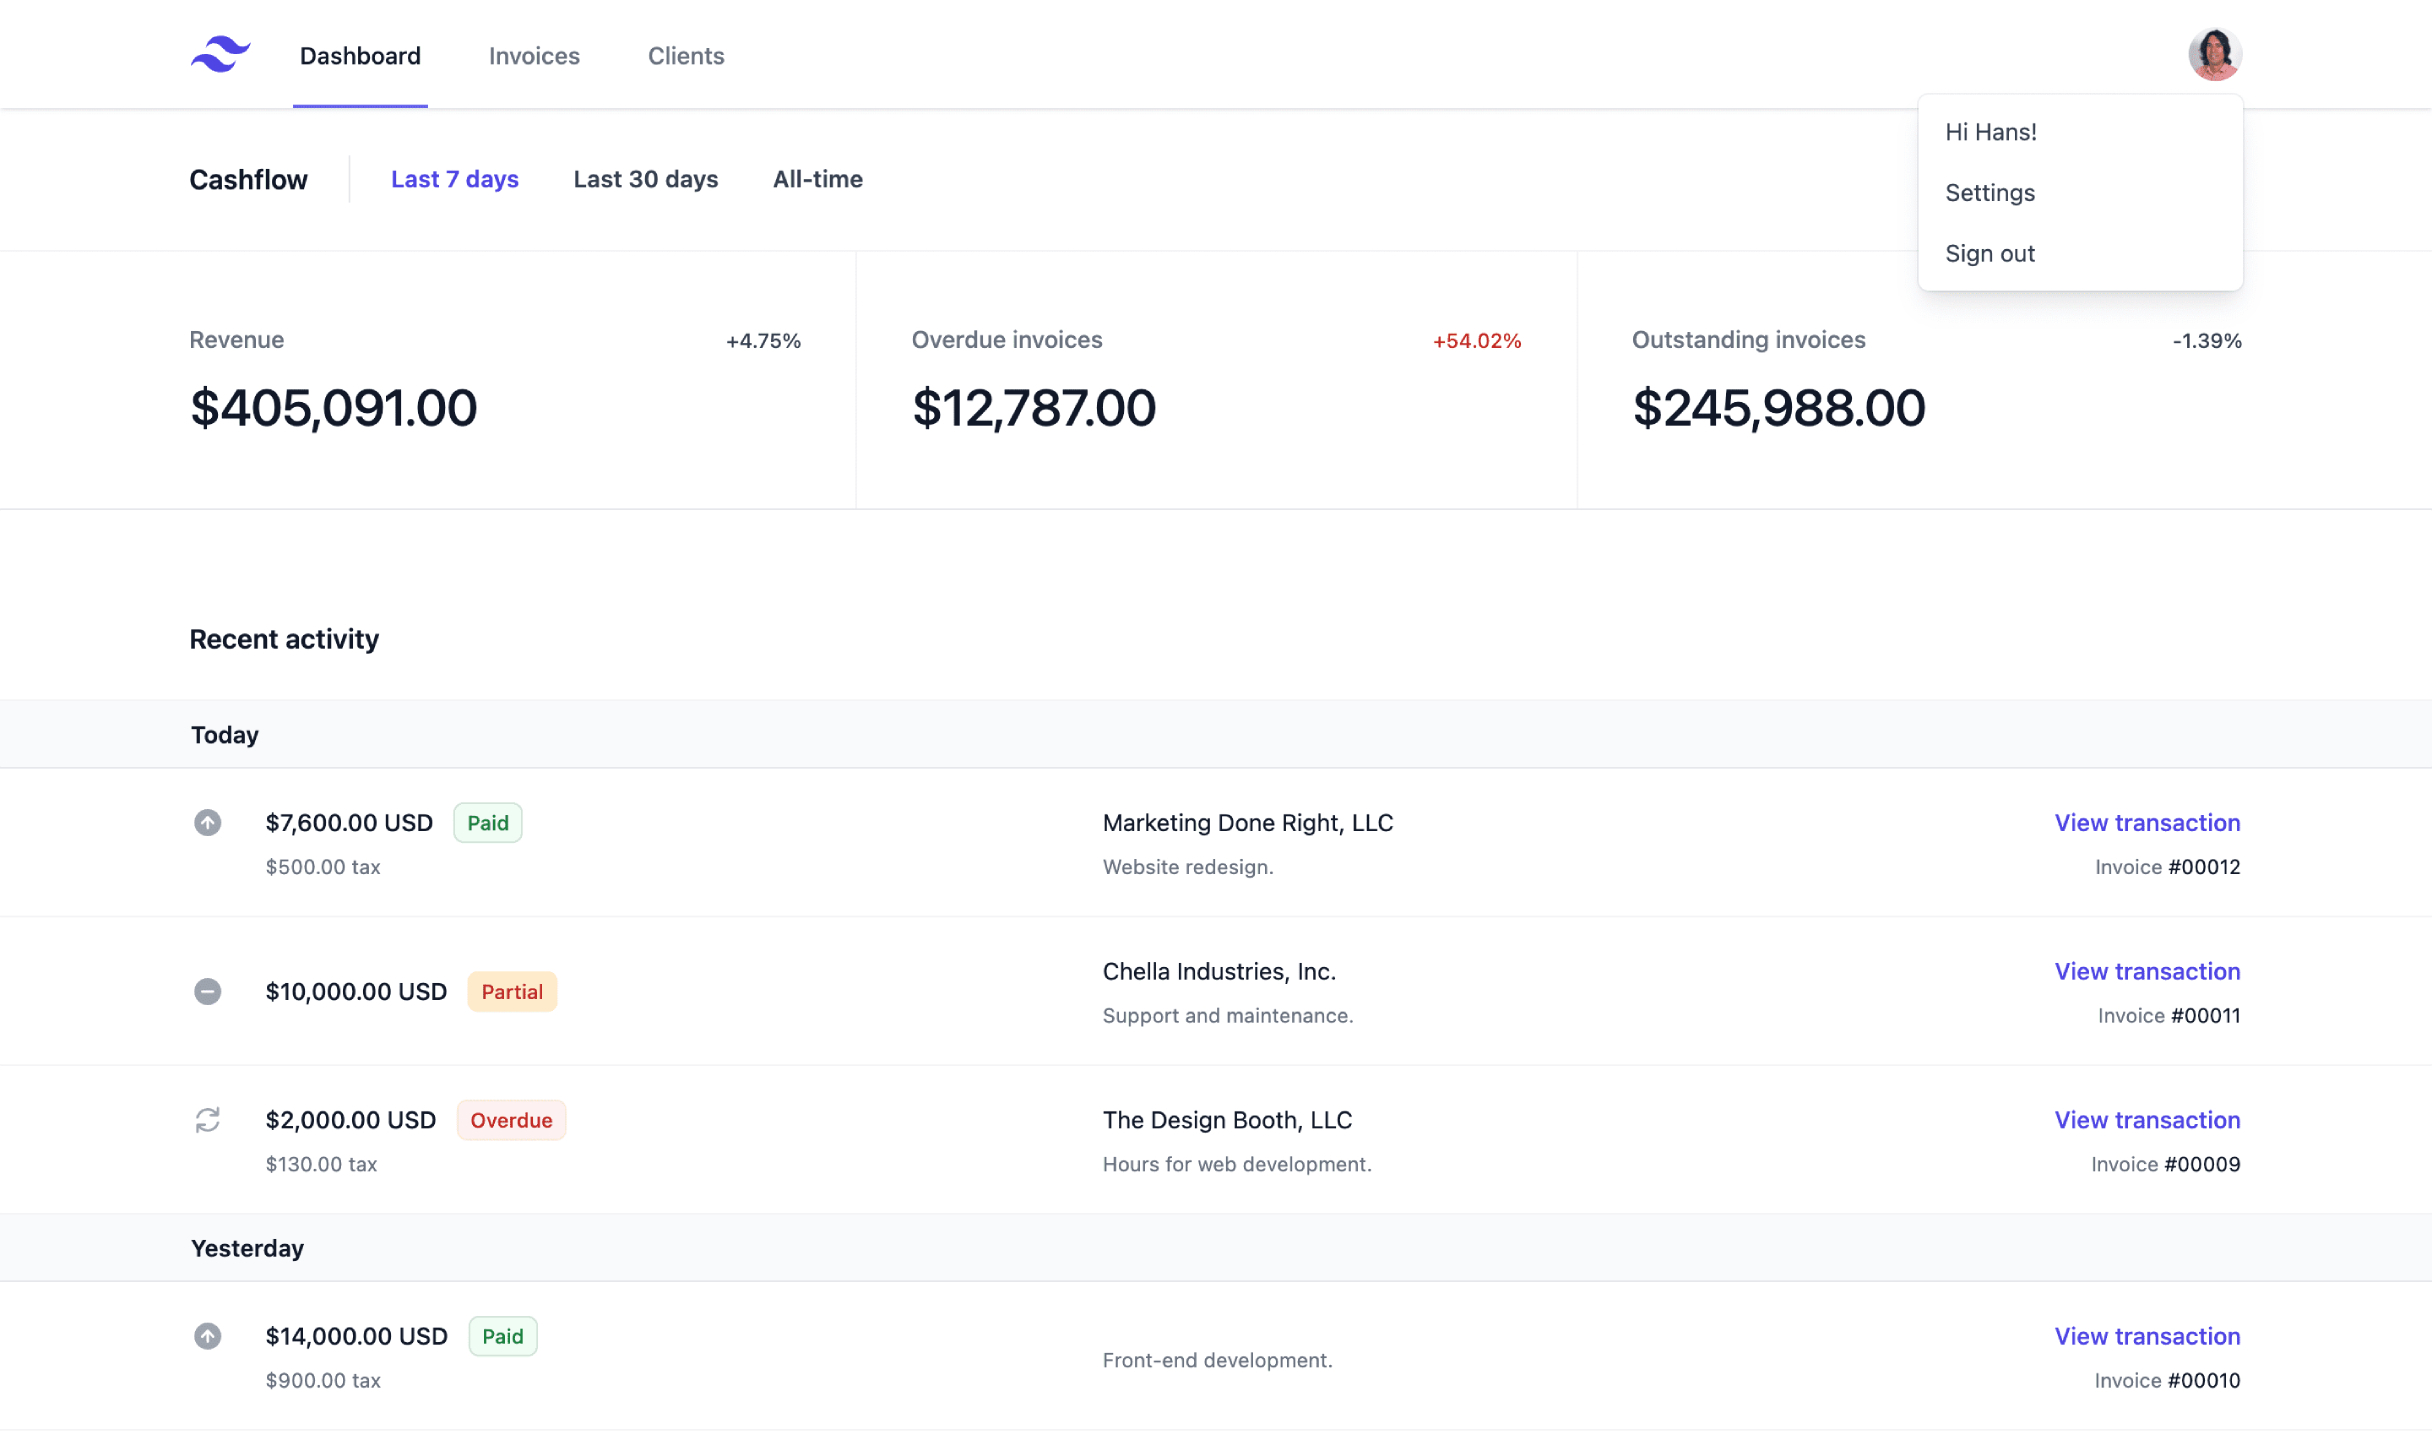 Dashboard
Invoices
Clients
Hi Hans!
Settings
Sign out
Cashflow
Last 7 days
Last 30 days
All-time
Revenue
+4.75%
$405,091.00
Overdue invoices
+54.02%
$12,787.00
Outstanding invoices
-1.39%
$245,988.00
Recent activity
Today
$7,600.00 USD
Paid
$500.00 tax
Marketing Done Right, LLC
Website redesign.
View transaction
Invoice #00012
$10,000.00 USD
Partial
Chella Industries, Inc.
Support and maintenance.
View transaction
Invoice #00011
$2,000.00 USD
Overdue
$130.00 tax
The Design Booth, LLC
Hours for web development.
View transaction
Invoice #00009
Yesterday
$14,000.00 USD
Paid
$900.00 tax
Front-end development.
View transaction
Invoice #00010